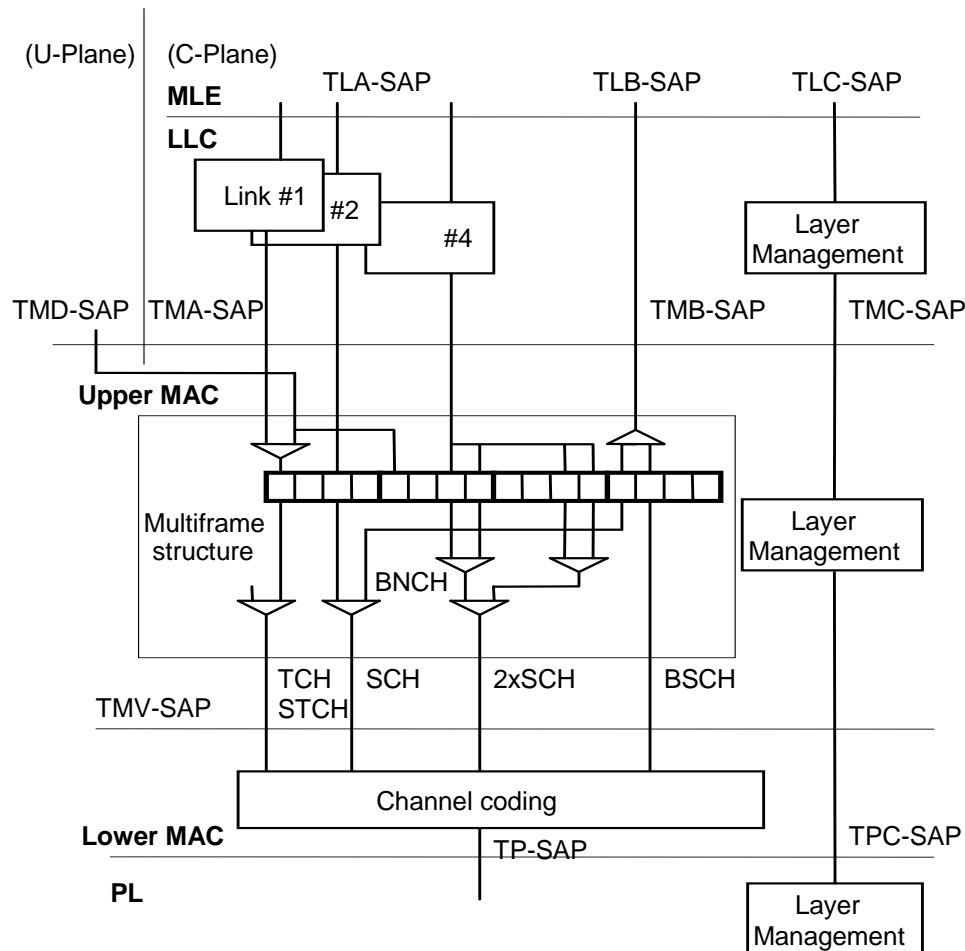 (U-Plane)
(C-Plane)
TLA-SAP
TLB-SAP
TLC-SAP
MLE
LLC
Link #1
#2
#4
Layer
Management
TMD-SAP
TMA-SAP
TMB-SAP
TMC-SAP
Upper MAC
Multiframe
structure
Layer
Management
BNCH
TCH
STCH
SCH
2xSCH
BSCH
TMV-SAP
Channel coding
Lower MAC
TP-SAP
TPC-SAP
PL
Layer
Management